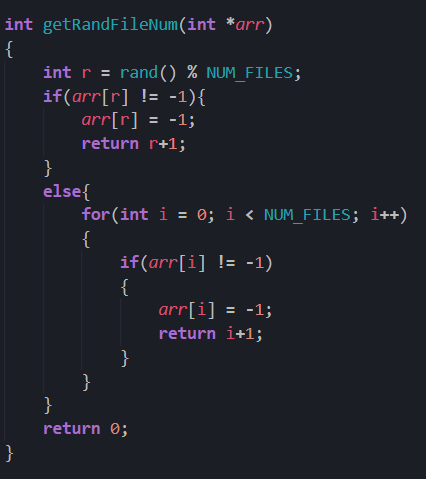 int getRandFileNum(int *arr)
{
    int r = rand() % NUM_FILES;
    if(arr[r] != -1){
        arr[r] = -1;
        return r+1;
    }
    else{
        for(int i = 0; i < NUM_FILES; i++)
        {
            if(arr[i] != -1)
            {
                arr[i] = -1;
                return i+1;
            }
        }
    }
    return 0;
}